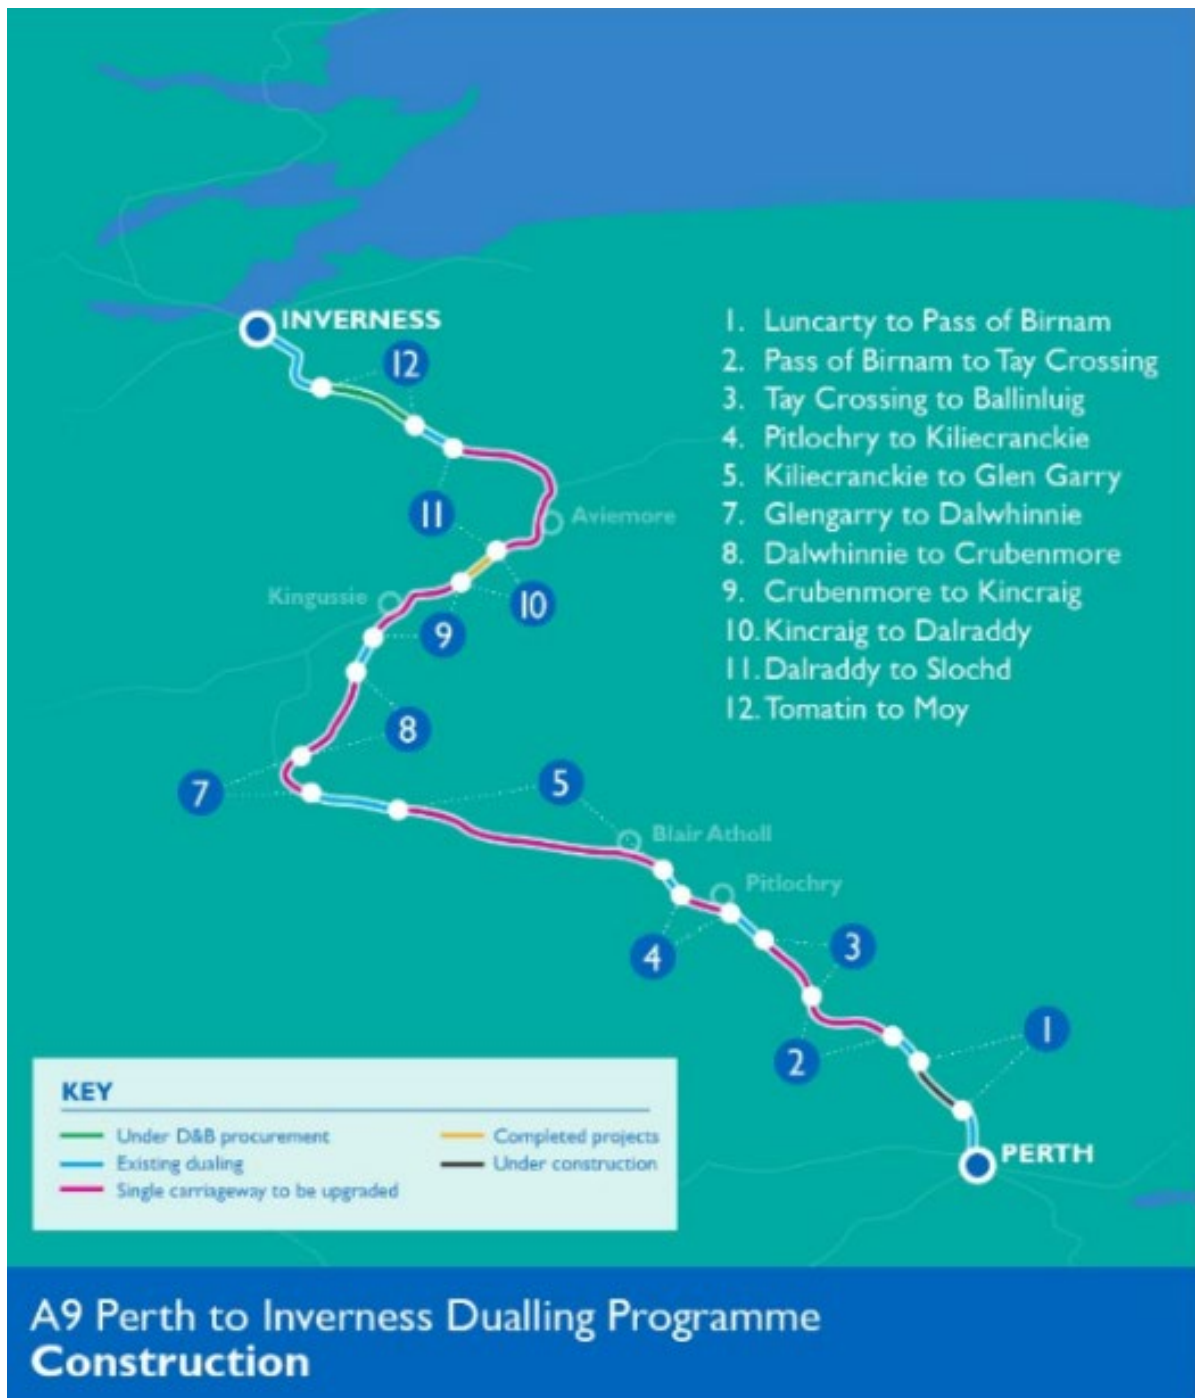 INVERNESS
12
11
Aviemore
Kingussie
10
9
8
7
5
Blair Atholl
Pitlochry
4
3
2
1
PERTH
1. Luncarty to Pass of Birnam
2. Pass of Birnam to Tay Crossing
3. Tay Crossing to Ballinluig
4. Pitlochry to Kiliecranckie
5. Kiliecranckie to Glen Garry
7. Glengarry to Dalwhinnie
8. Dalwhinnie to Crubenmore
9. Crubenmore to Kincraig
10. Kincraig to Dalraddy
11. Dalraddy to Slochd
12. Tomatin to Moy
KEY
Under D&B procurement
Existing dualing
Single carriageway to be upgraded
Completed projects
Under construction
A9 Perth to Inverness Dualling Programme
Construction